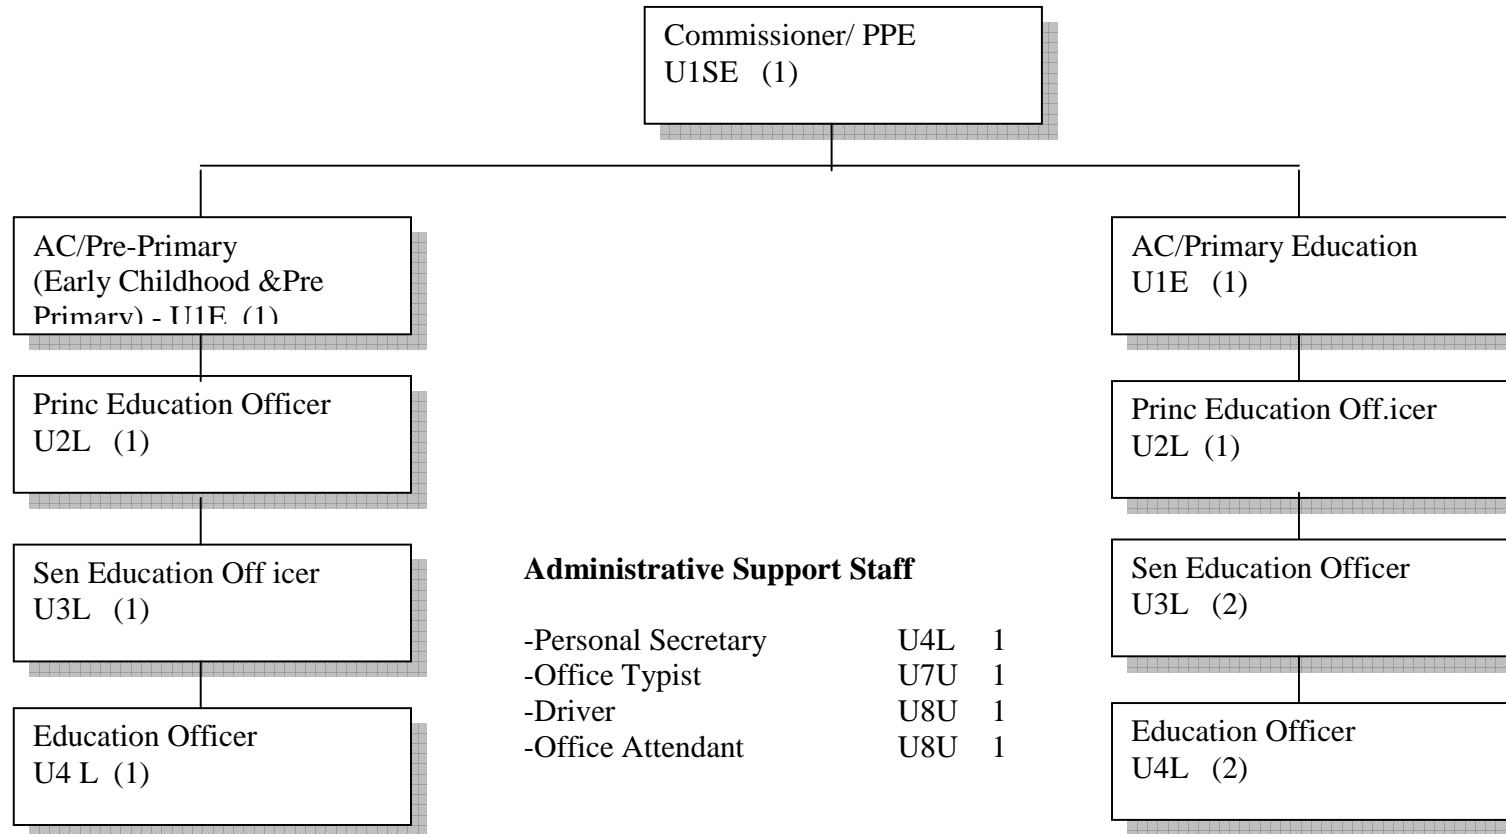 Commissioner/ PPE
U1SE (1)
AC/Pre-Primary
(Early Childhood &Pre
Primary) - U1E (1)
Princ Education Officer
U2L (1)
Sen Education Off icer
U3L (1)
Education Officer
U4 L (1)
Administrative Support Staff
-Personal Secretary U4L 1
-Office Typist U7U 1
-Driver U8U 1
-Office Attendant U8U 1
AC/Primary Education
U1E (1)
Princ Education Off.icer
U2L (1)
Sen Education Officer
U3L (2)
Education Officer
U4L (2)